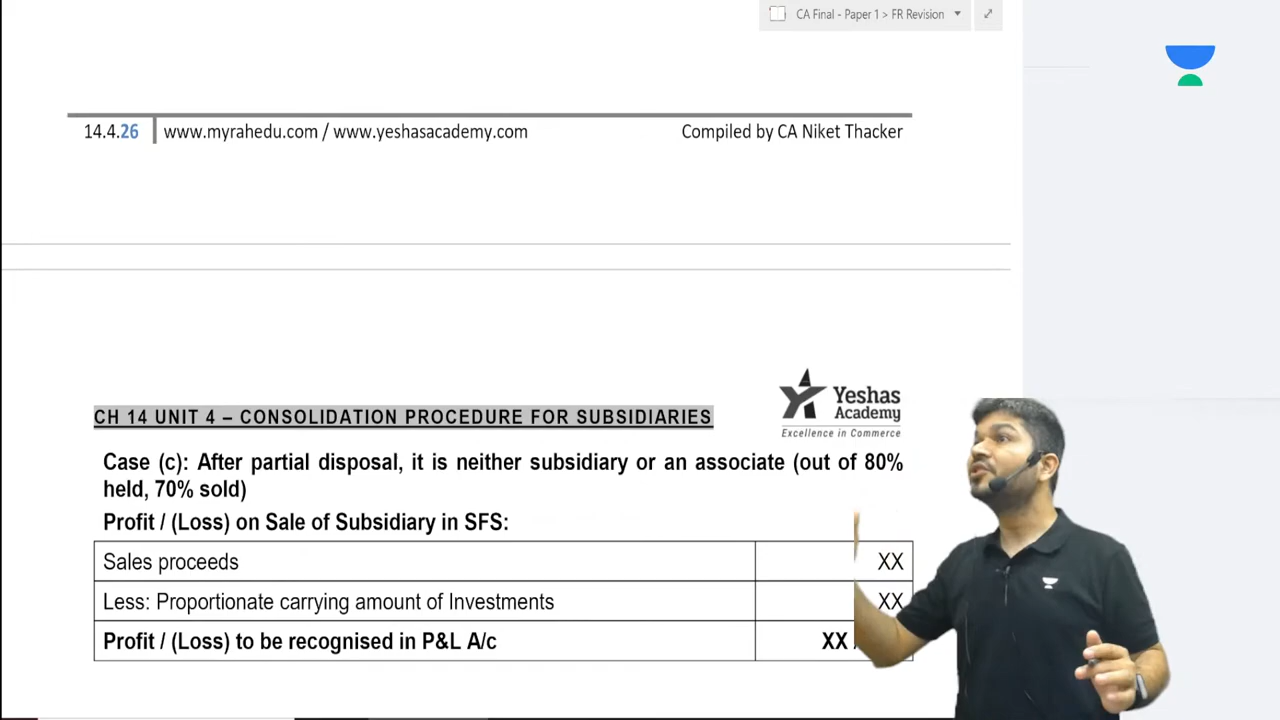 CA Final - Paper 1 > FR Revision
14.4.26 www.myrahedu.com / www.yeshasacademy.com Compiled by CA Niket Thacker
Yeshas
Academy
Excellence in Commerce
CH 14 UNIT 4 – CONSOLIDATION PROCEDURE FOR SUBSIDIARIES
Case (c): After partial disposal, it is neither subsidiary or an associate (out of 80%
held, 70% sold)
Profit / (Loss) on Sale of Subsidiary in SFS:
Sales proceeds XX
Less: Proportionate carrying amount of Investments XX
Profit / (Loss) to be recognised in P&L A/c XX